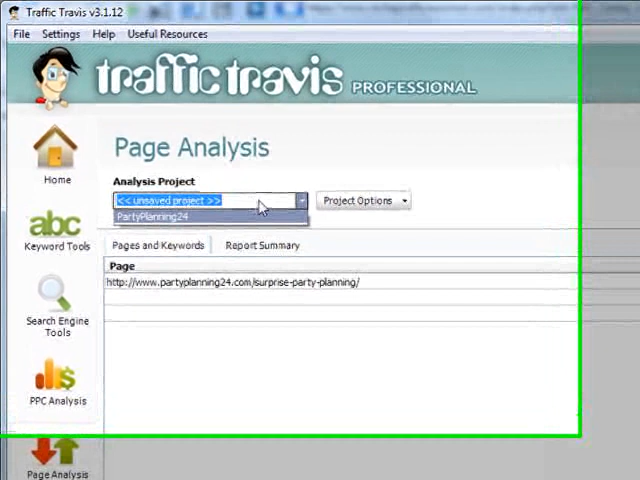 Traffic Travis v3.1.12
File Settings Help Useful Resources
traffic travis PROFESSIONAL
Page Analysis
Analysis Project
<< unsaved project >>
Project Options
PartyPlanning24
Pages and Keywords Report Summary
Page
http://www.partyplanning24.com/surprise-party-planning/
Home
abc
Keyword Tools
Search Engine
Tools
$
PPC Analysis
Page Analysis